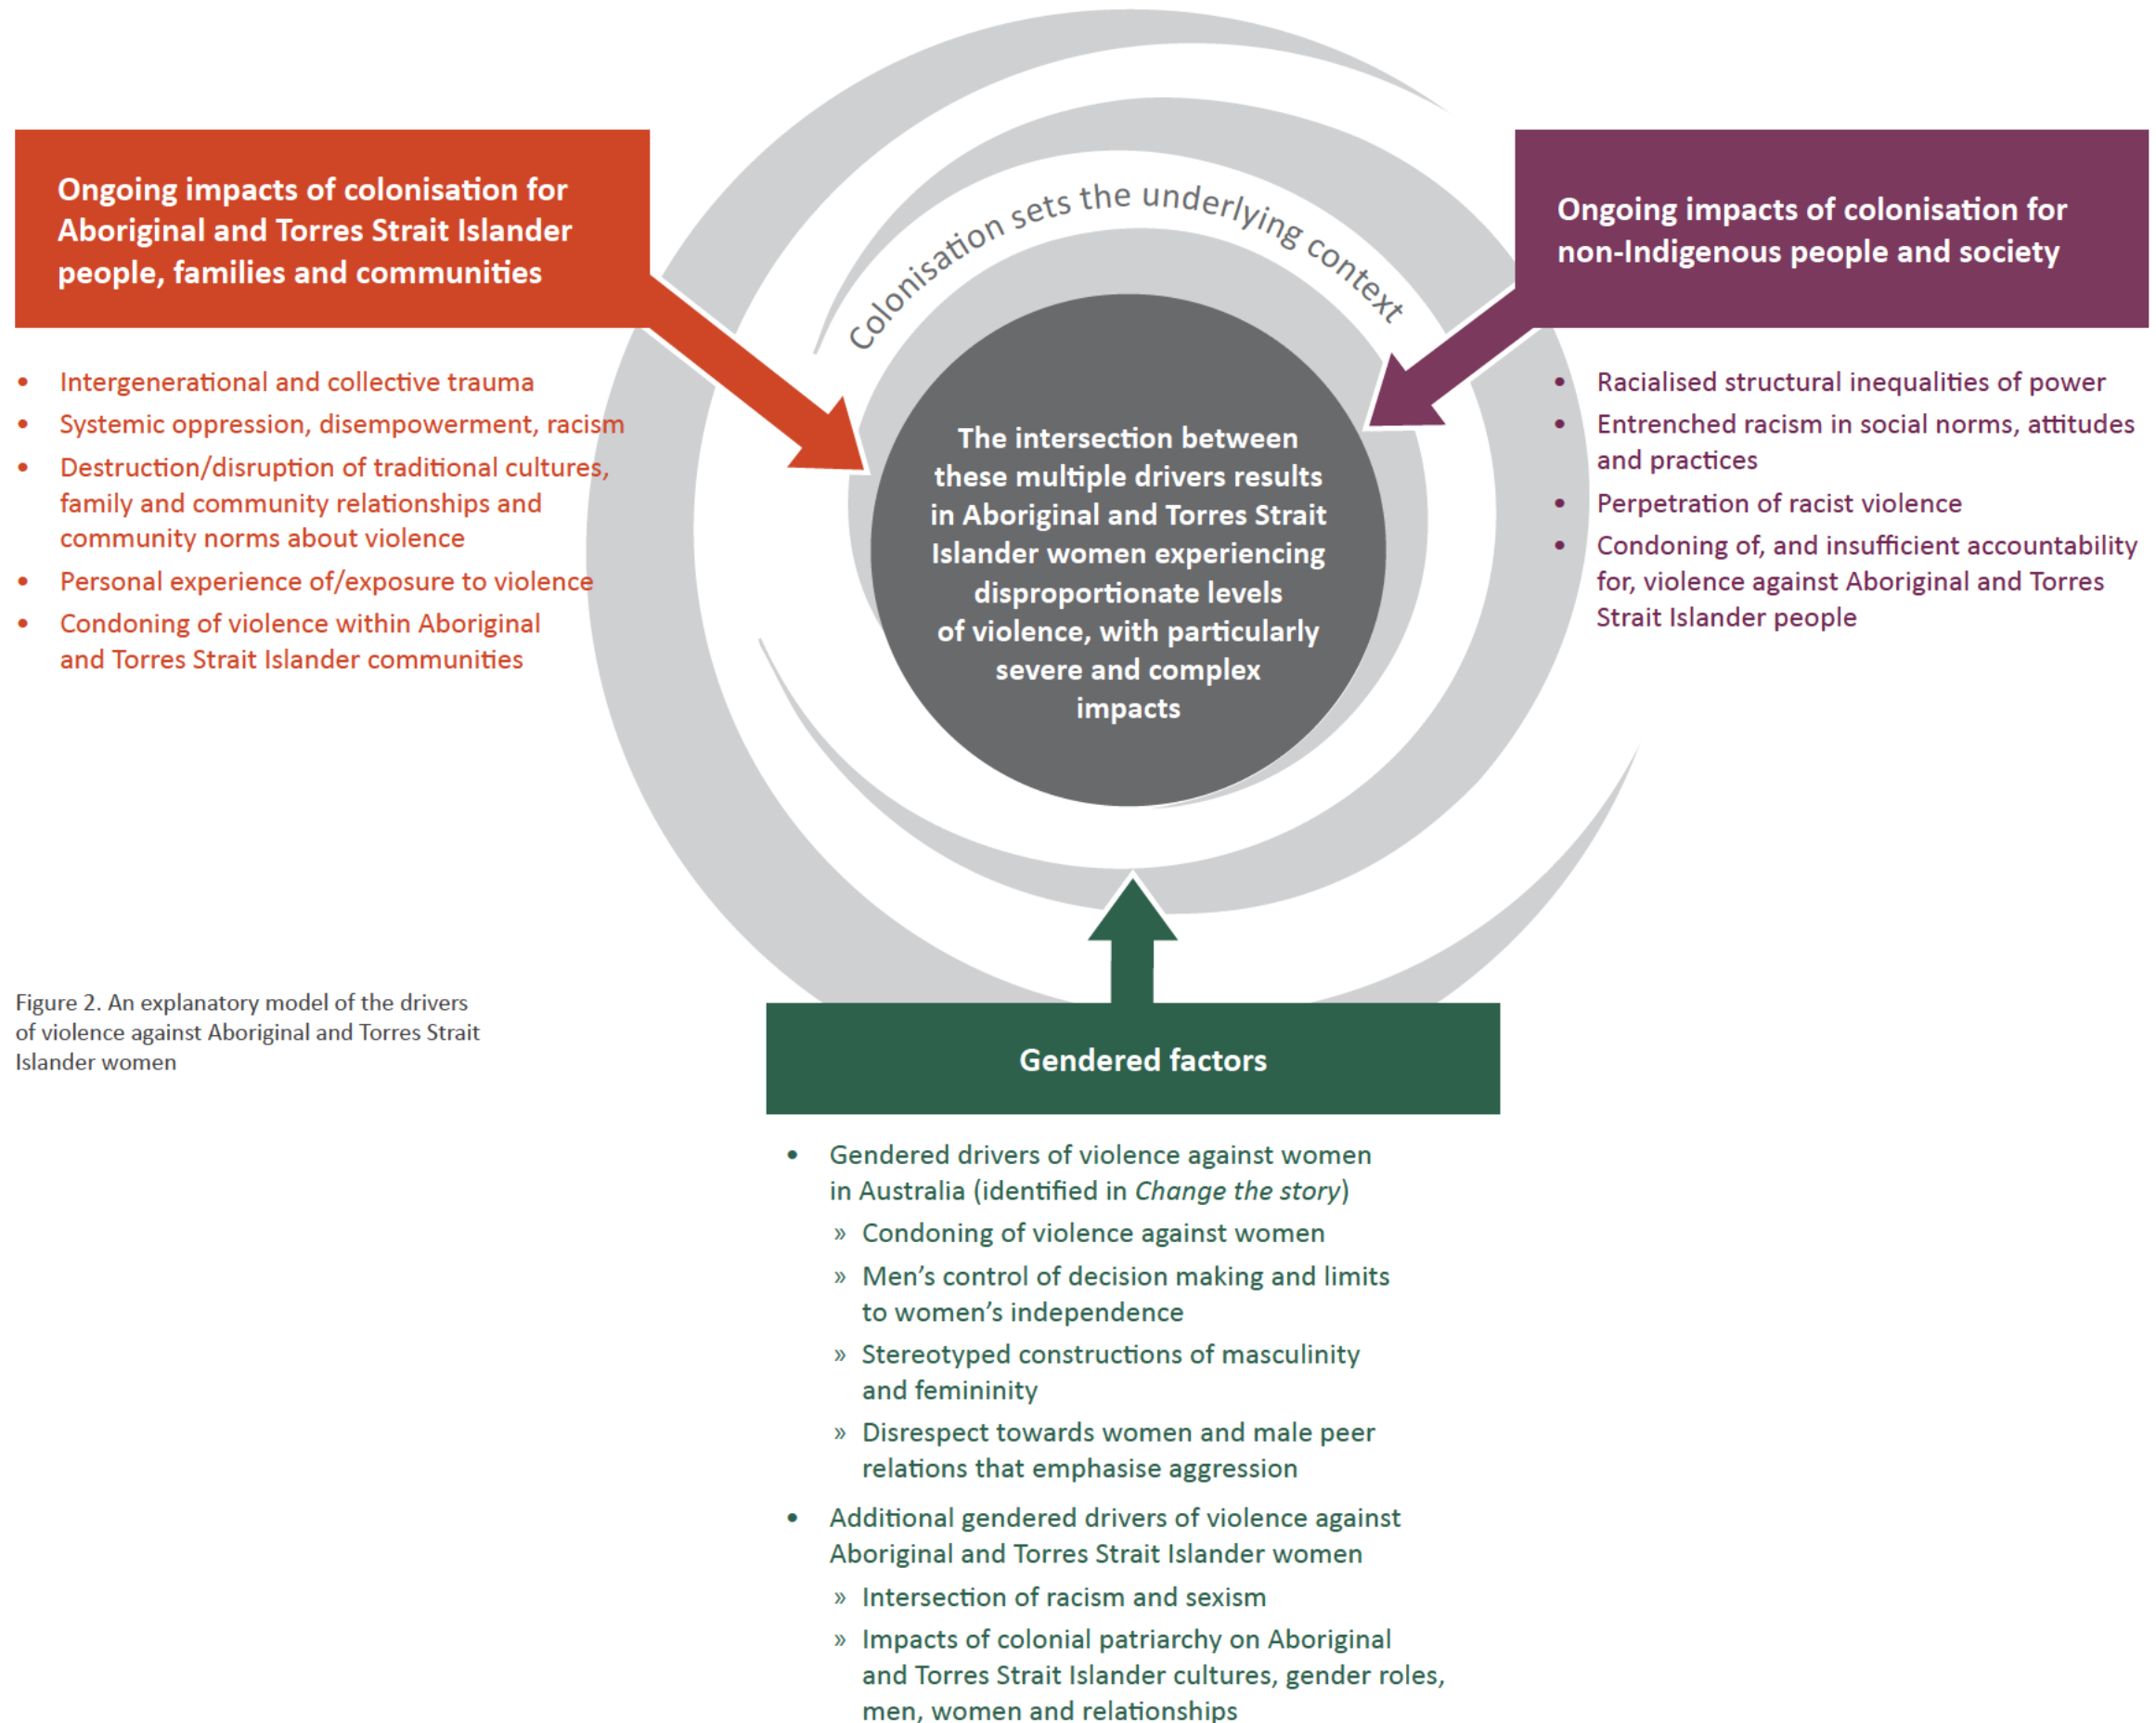 Ongoing impacts of colonisation for
Aboriginal and Torres Strait Islander
people, families and communities
• Intergenerational and collective trauma
• Systemic oppression, disempowerment, racism
• Destruction/disruption of traditional cultures,
family and community relationships and
community norms about violence
• Personal experience of/exposure to violence
• Condoning of violence within Aboriginal
and Torres Strait Islander communities
Colonisation sets the underlying context
The intersection between
these multiple drivers results
in Aboriginal and Torres Strait
Islander women experiencing
disproportionate levels
of violence, with particularly
severe and complex
impacts
Ongoing impacts of colonisation for
non-Indigenous people and society
• Racialised structural inequalities of power
• Entrenched racism in social norms, attitudes
and practices
• Perpetration of racist violence
• Condoning of, and insufficient accountability
for, violence against Aboriginal and Torres
Strait Islander people
Figure 2. An explanatory model of the drivers
of violence against Aboriginal and Torres Strait
Islander women
Gendered factors
• Gendered drivers of violence against women
in Australia (identified in Change the story)
» Condoning of violence against women
» Men’s control of decision making and limits
to women’s independence
» Stereotyped constructions of masculinity
and femininity
» Disrespect towards women and male peer
relations that emphasise aggression
• Additional gendered drivers of violence against
Aboriginal and Torres Strait Islander women
» Intersection of racism and sexism
» Impacts of colonial patriarchy on Aboriginal
and Torres Strait Islander cultures, gender roles,
men, women and relationships